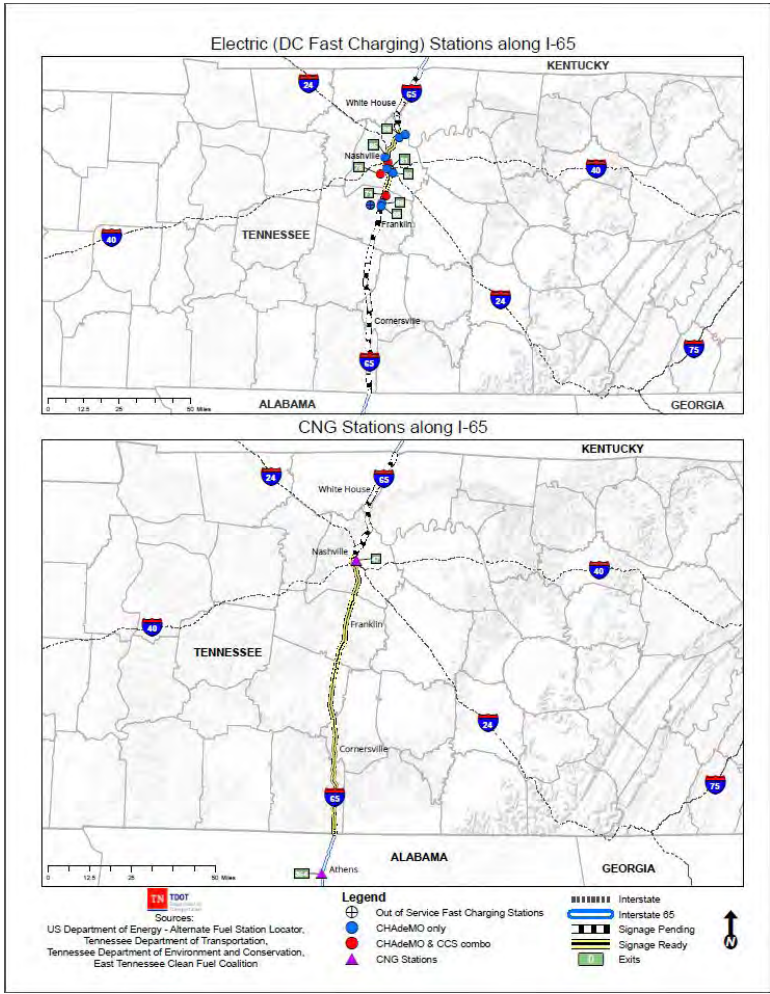 Electric (DC Fast Charging) Stations along I-65
KENTUCKY
24
65
White House
Nashville
40
Franklin
TENNESSEE
40
24
Cornersville
75
65
0 12.5 25 50 Miles
ALABAMA
GEORGIA
CNG Stations along I-65
KENTUCKY
24
65
White House
Nashville
40
Franklin
40
TENNESSEE
24
Cornersville
75
65
ALABAMA
GEORGIA
0 12.5 25 50 Miles
Athens
TN TDOT
Sources:
US Department of Energy - Alternate Fuel Station Locator,
Tennessee Department of Transportation,
Tennessee Department of Environment and Conservation,
East Tennessee Clean Fuel Coalition
Legend
Out of Service Fast Charging Stations
CHAdeMO only
CHAdeMO & CCS combo
CNG Stations
Interstate
Interstate 65
Signage Pending
Signage Ready
0 Exits
N